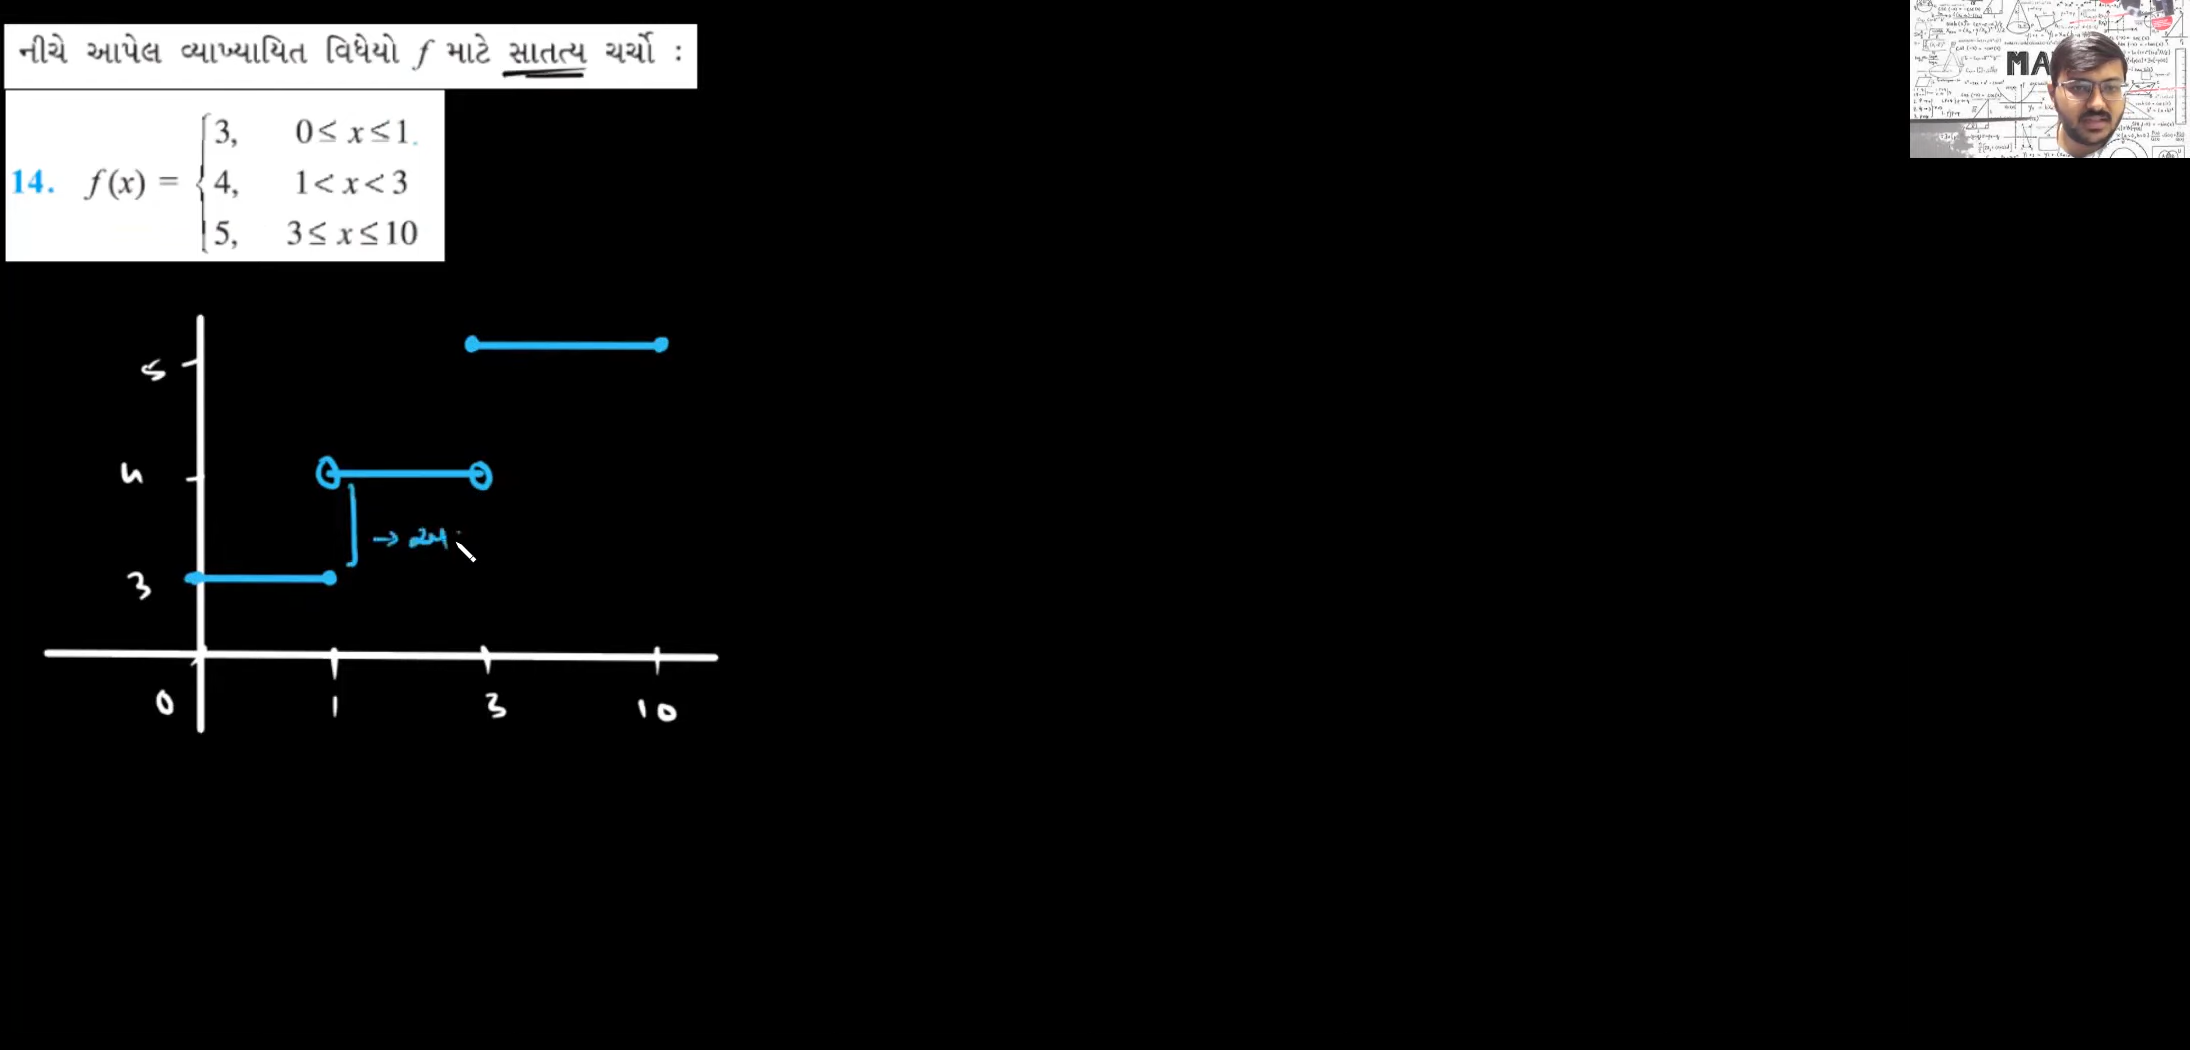 નીચે આપેલ વ્યાખ્યાયિત વિધેયો f માટે સાતત્ય ચર્ચો :
14. f(x) = { 3, 0 ≤ x ≤ 1.
4, 1 < x < 3
5, 3 ≤ x ≤ 10
5
4
→ અ
3
0 1 3 10
MA